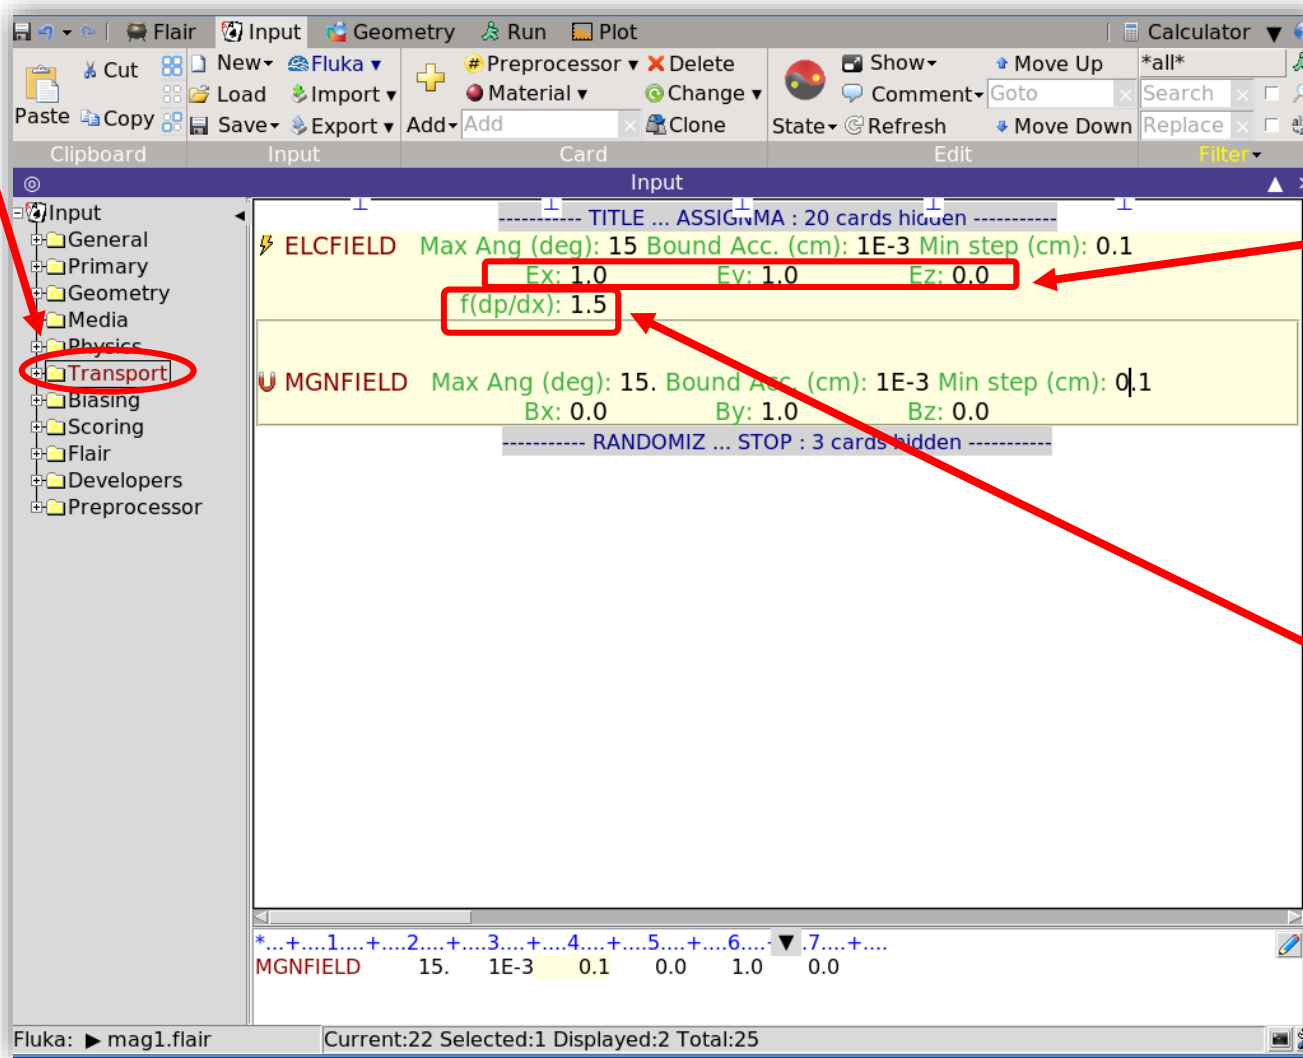 Flair Input Geometry Run Plot Calculator
Paste Cut Copy
Clipboard
New Load Save Fluka Import Export
Input
Add Add # Preprocessor Material Delete Change Clone
Card
State Show Comment Refresh Move Up Goto Move Down
Edit
*all* Search Replace
Filter
Input
Input
General
Primary
Geometry
Media
Physics
Transport
Biasing
Scoring
Flair
Developers
Preprocessor
----------- TITLE ... ASSIGNMA : 20 cards hidden -----------
ELCFIELD Max Ang (deg): 15 Bound Acc. (cm): 1E-3 Min step (cm): 0.1
Ex: 1.0 Ey: 1.0 Ez: 0.0
f(dp/dx): 1.5
MGNFIELD Max Ang (deg): 15. Bound Acc. (cm): 1E-3 Min step (cm): 0.1
Bx: 0.0 By: 1.0 Bz: 0.0
----------- RANDOMIZ ... STOP : 3 cards hidden -----------
*...+....1....+....2....+....3....+....4....+....5....+....6....+ .7....+....
MGNFIELD 15. 1E-3 0.1 0.0 1.0 0.0
Fluka: mag1.flair Current:22 Selected:1 Displayed:2 Total:25